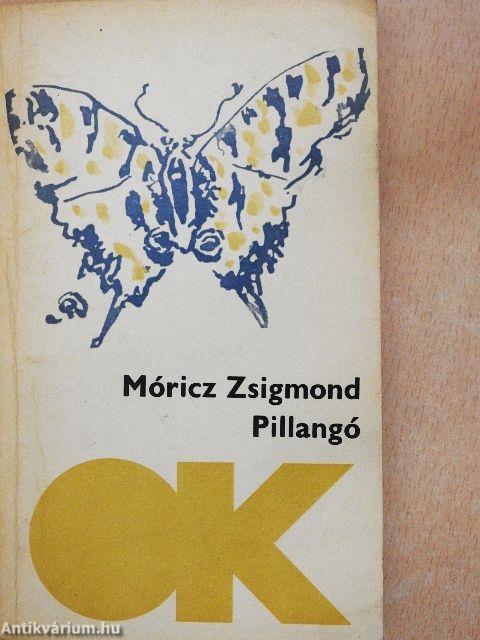 Móricz Zsigmond
Pillangó
OK
Antikvárium.hu